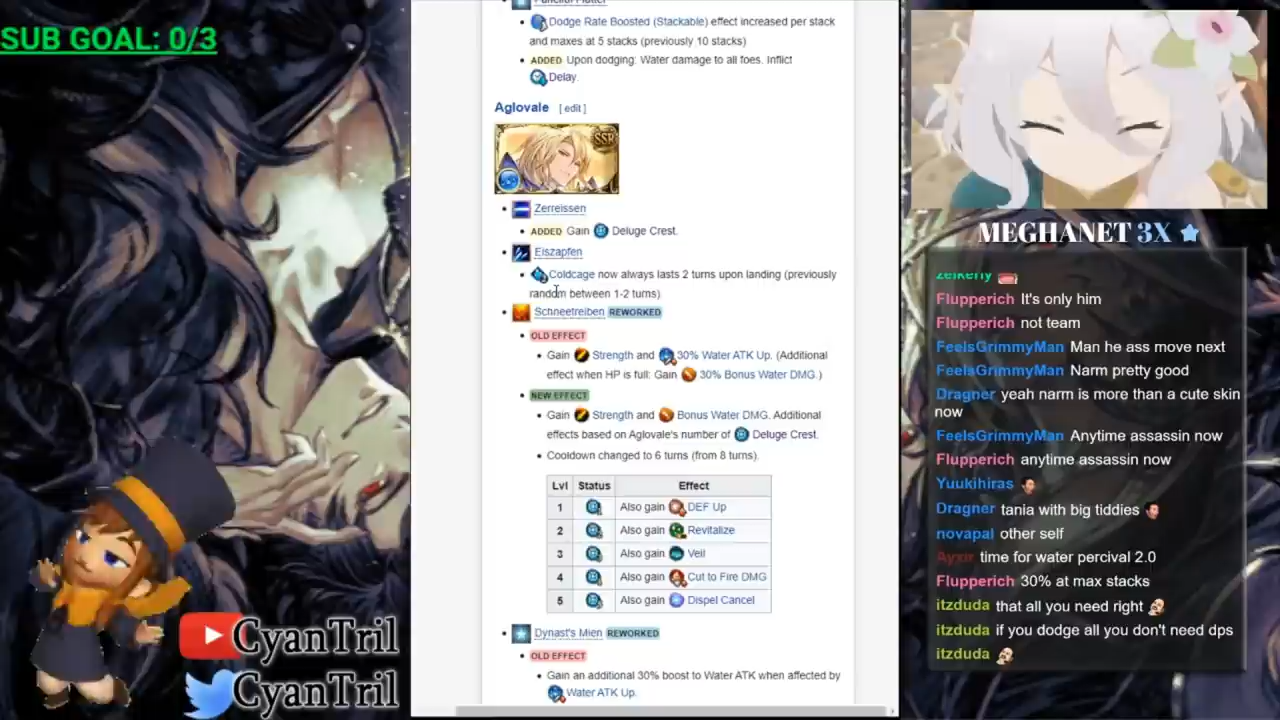 SUB GOAL: 0/3
Dodge Rate Boosted (Stackable) effect increased per stack
and maxes at 5 stacks (previously 10 stacks)
ADDED Upon dodging: Water damage to all foes. Inflict
Delay.
Aglovale [ edit ]
SSR
Zerreissen
ADDED Gain Deluge Crest.
Eiszapfen
Coldcage now always lasts 2 turns upon landing (previously
random between 1-2 turns)
Schneetreiben REWORKED
OLD EFFECT
Gain Strength and 30% Water ATK Up. (Additional
effect when HP is full: Gain 30% Bonus Water DMG.)
NEW EFFECT
Gain Strength and Bonus Water DMG. Additional
effects based on Aglovale's number of Deluge Crest.
Cooldown changed to 6 turns (from 8 turns).
Lvl Status Effect
1 Also gain DEF Up
2 Also gain Revitalize
3 Also gain Veil
4 Also gain Cut to Fire DMG
5 Also gain Dispel Cancel
Dynast's Mien REWORKED
OLD EFFECT
Gain an additional 30% boost to Water ATK when affected by
Water ATK Up.
CyanTril
CyanTril
MEGHANET 3X
Flupperich It's only him
Flupperich not team
FeelsGrimmyMan Man he ass move next
FeelsGrimmyMan Narm pretty good
Dragner yeah narm is more than a cute skin
now
FeelsGrimmyMan Anytime assassin now
Flupperich anytime assassin now
Yuukihiras
Dragner tania with big tiddies
novapal other self
Ayxir time for water percival 2.0
Flupperich 30% at max stacks
itzduda that all you need right
itzduda if you dodge all you don't need dps
itzduda